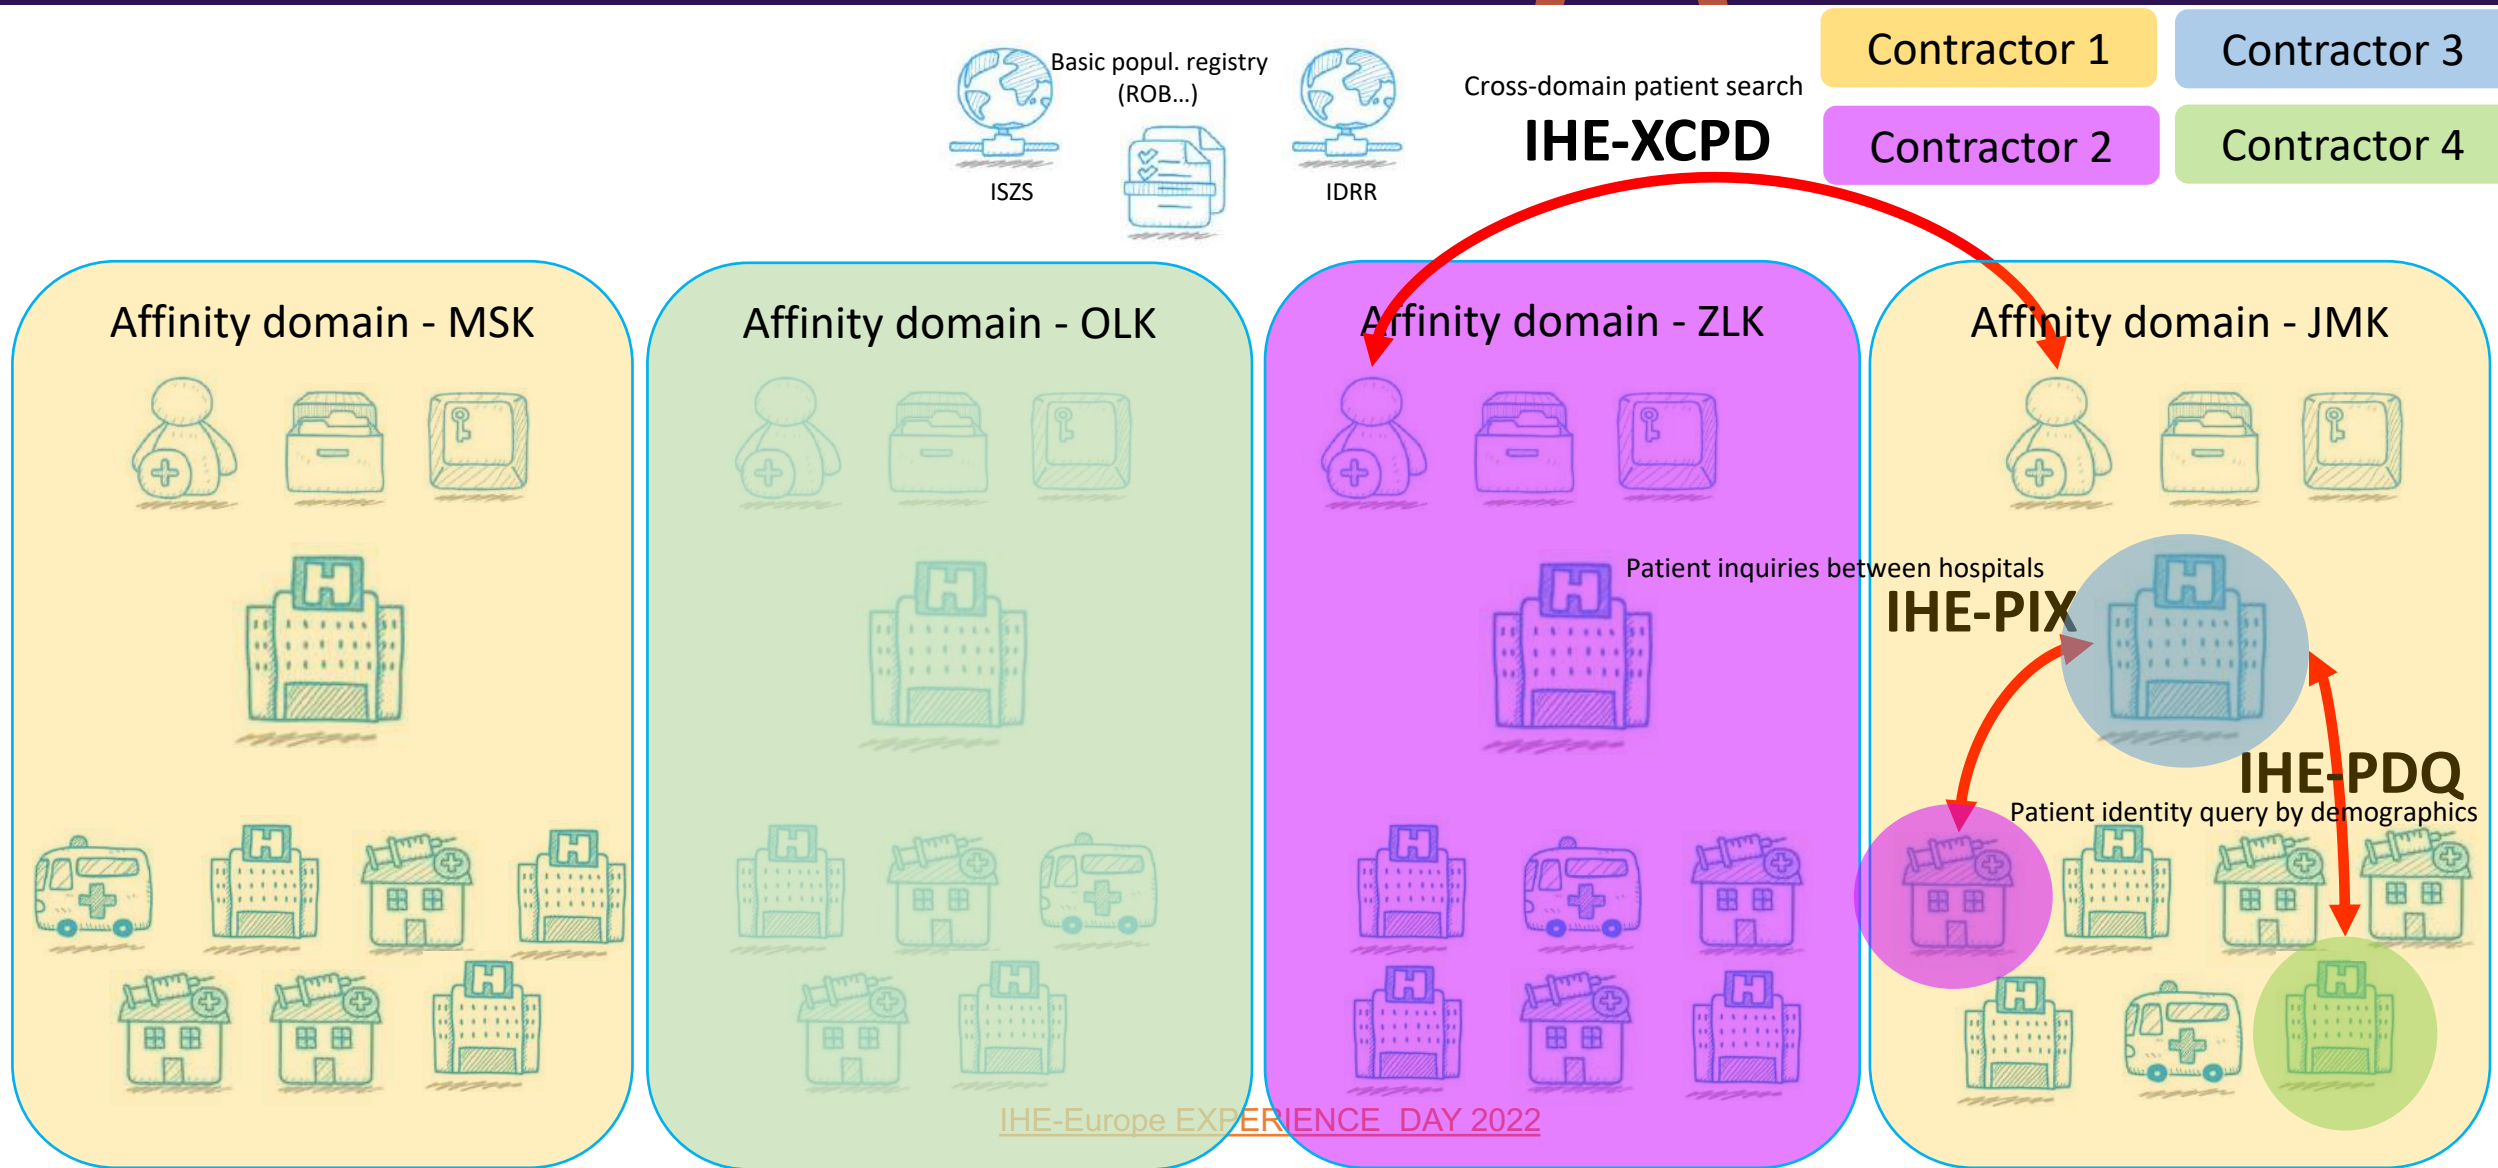 Basic popul. registry
(ROB...)
ISZS
IDRR
Cross-domain patient search
IHE-XCPD
Contractor 1
Contractor 3
Contractor 2
Contractor 4
Affinity domain - MSK
Affinity domain - OLK
Affinity domain - ZLK
Affinity domain - JMK
H
H
H
H
Patient inquiries between hospitals
IHE-PIX
IHE-PDQ
Patient identity query by demographics
H
H
H
H
H
H
H
H
H
H
H
IHE-Europe EXPERIENCE DAY 2022